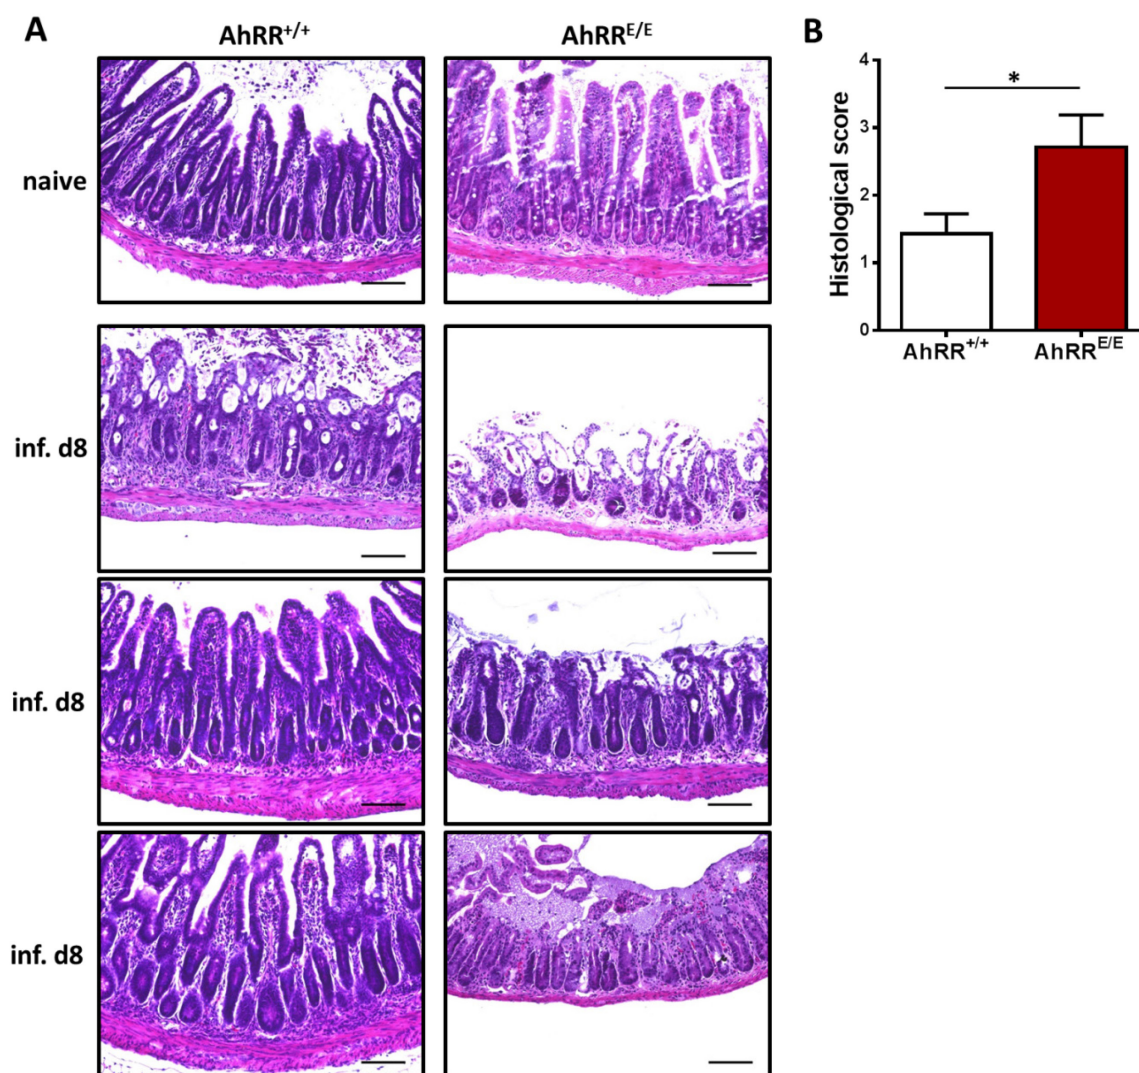 A
AhRR+/+
AhRRE/E
naive
inf. d8
inf. d8
inf. d8
B
*
4
3
2
1
0
Histological score
AhRR+/+
AhRRE/E